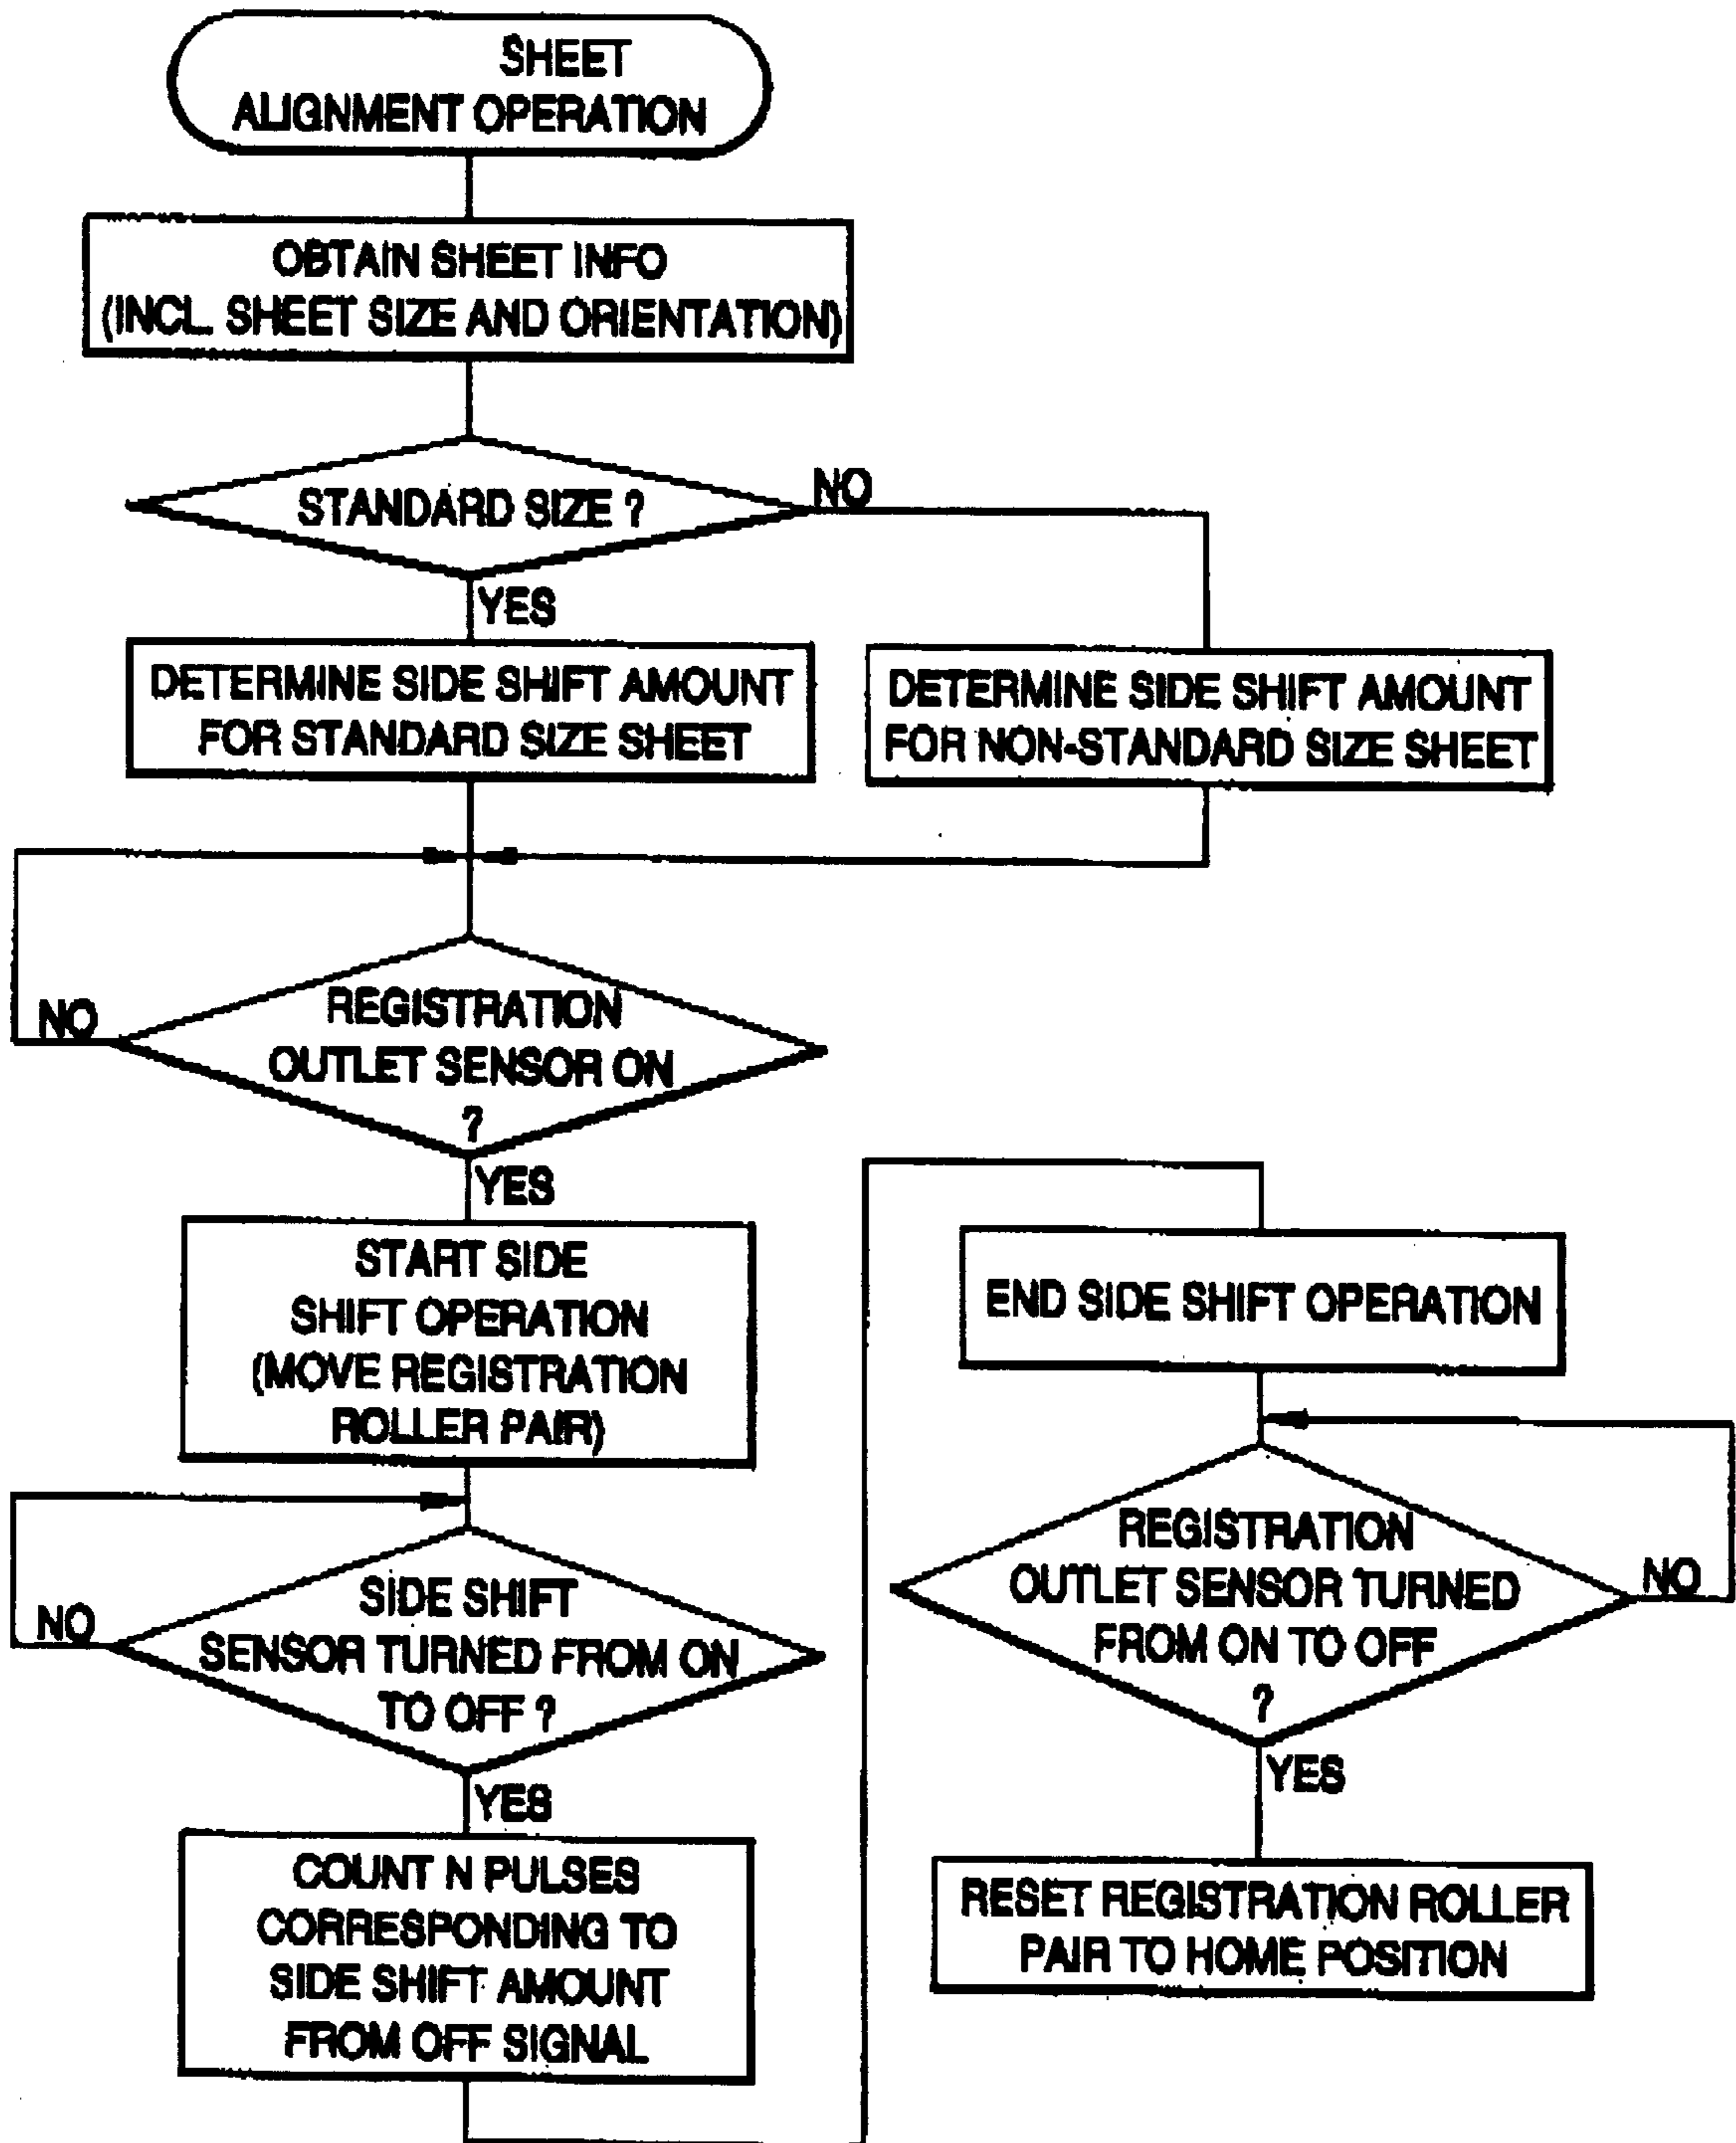 SHEET
ALIGNMENT OPERATION
OBTAIN SHEET INFO
(INCL. SHEET SIZE AND ORIENTATION)
STANDARD SIZE ?
NO
YES
DETERMINE SIDE SHIFT AMOUNT
FOR STANDARD SIZE SHEET
DETERMINE SIDE SHIFT AMOUNT
FOR NON-STANDARD SIZE SHEET
REGISTRATION
OUTLET SENSOR ON
?
NO
YES
START SIDE
SHIFT OPERATION
(MOVE REGISTRATION
ROLLER PAIR)
SIDE SHIFT
SENSOR TURNED FROM ON
TO OFF ?
NO
YES
COUNT N PULSES
CORRESPONDING TO
SIDE SHIFT AMOUNT
FROM OFF SIGNAL
END SIDE SHIFT OPERATION
REGISTRATION
OUTLET SENSOR TURNED
FROM ON TO OFF
?
NO
YES
RESET REGISTRATION ROLLER
PAIR TO HOME POSITION